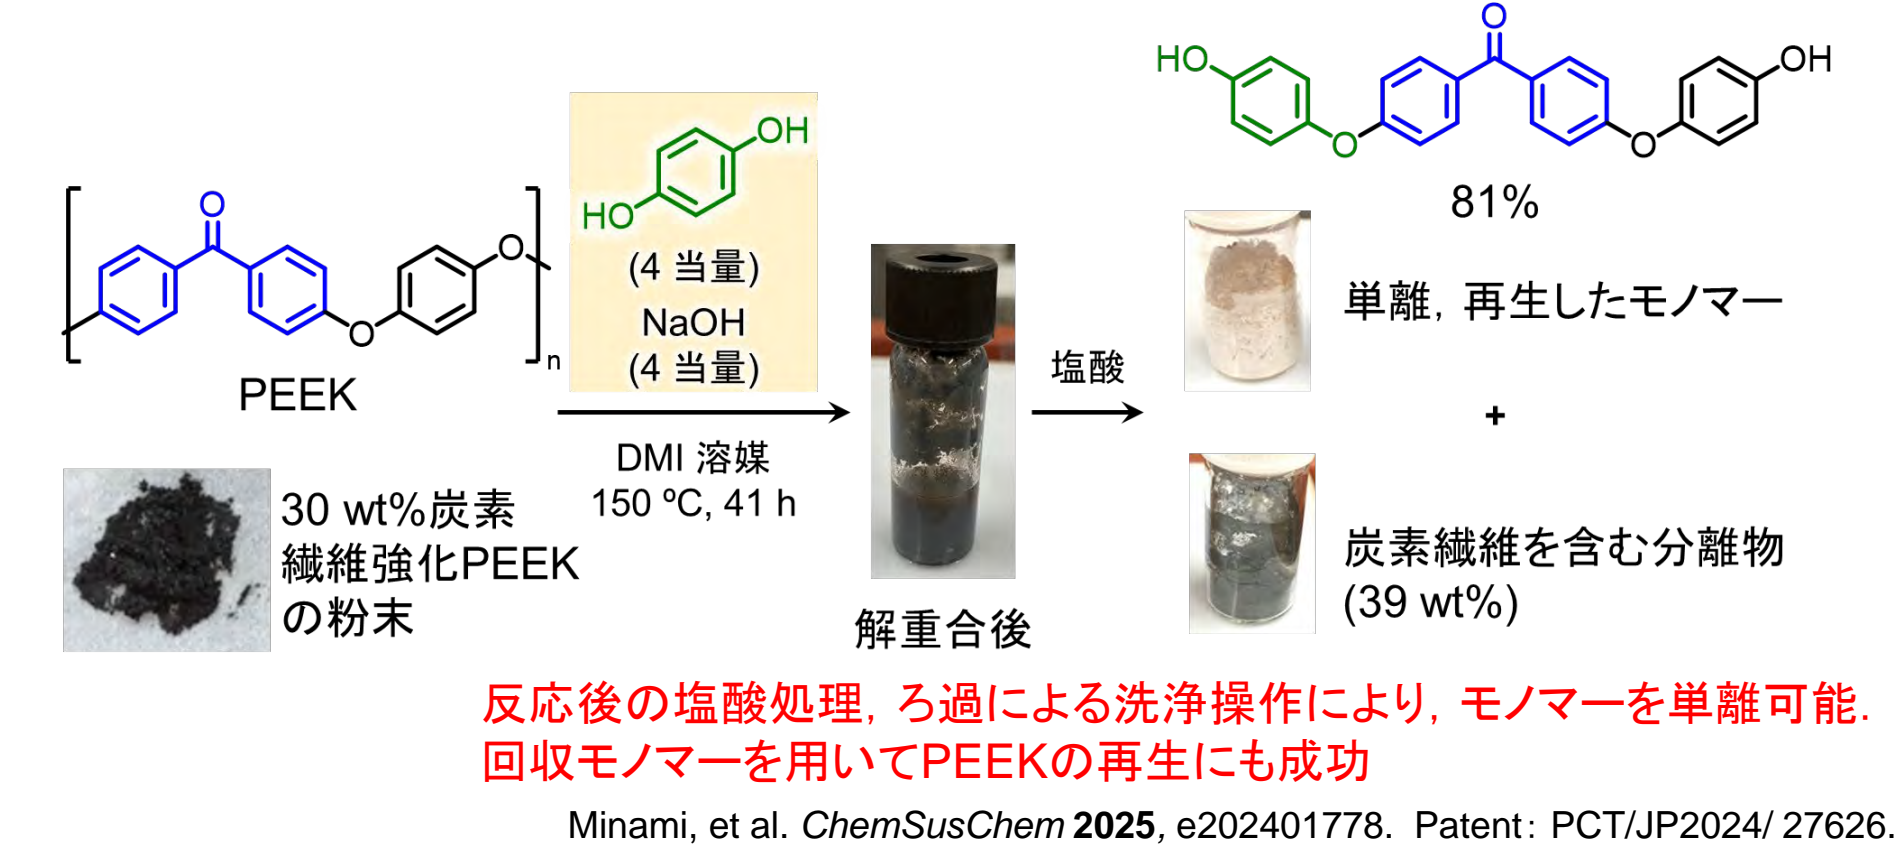 O
HO
OH
O
O
81%
OH
HO
(4 当量)
NaOH
(4 当量)
O
O
O
n
PEEK
DMI 溶媒
150 ºC, 41 h
塩酸
単離, 再生したモノマー
+
30 wt%炭素
繊維強化PEEK
の粉末
解重合後
炭素繊維を含む分離物
(39 wt%)
反応後の塩酸処理, ろ過による洗浄操作により, モノマーを単離可能.
回収モノマーを用いてPEEKの再生にも成功
Minami, et al. ChemSusChem 2025, e202401778. Patent: PCT/JP2024/ 27626.